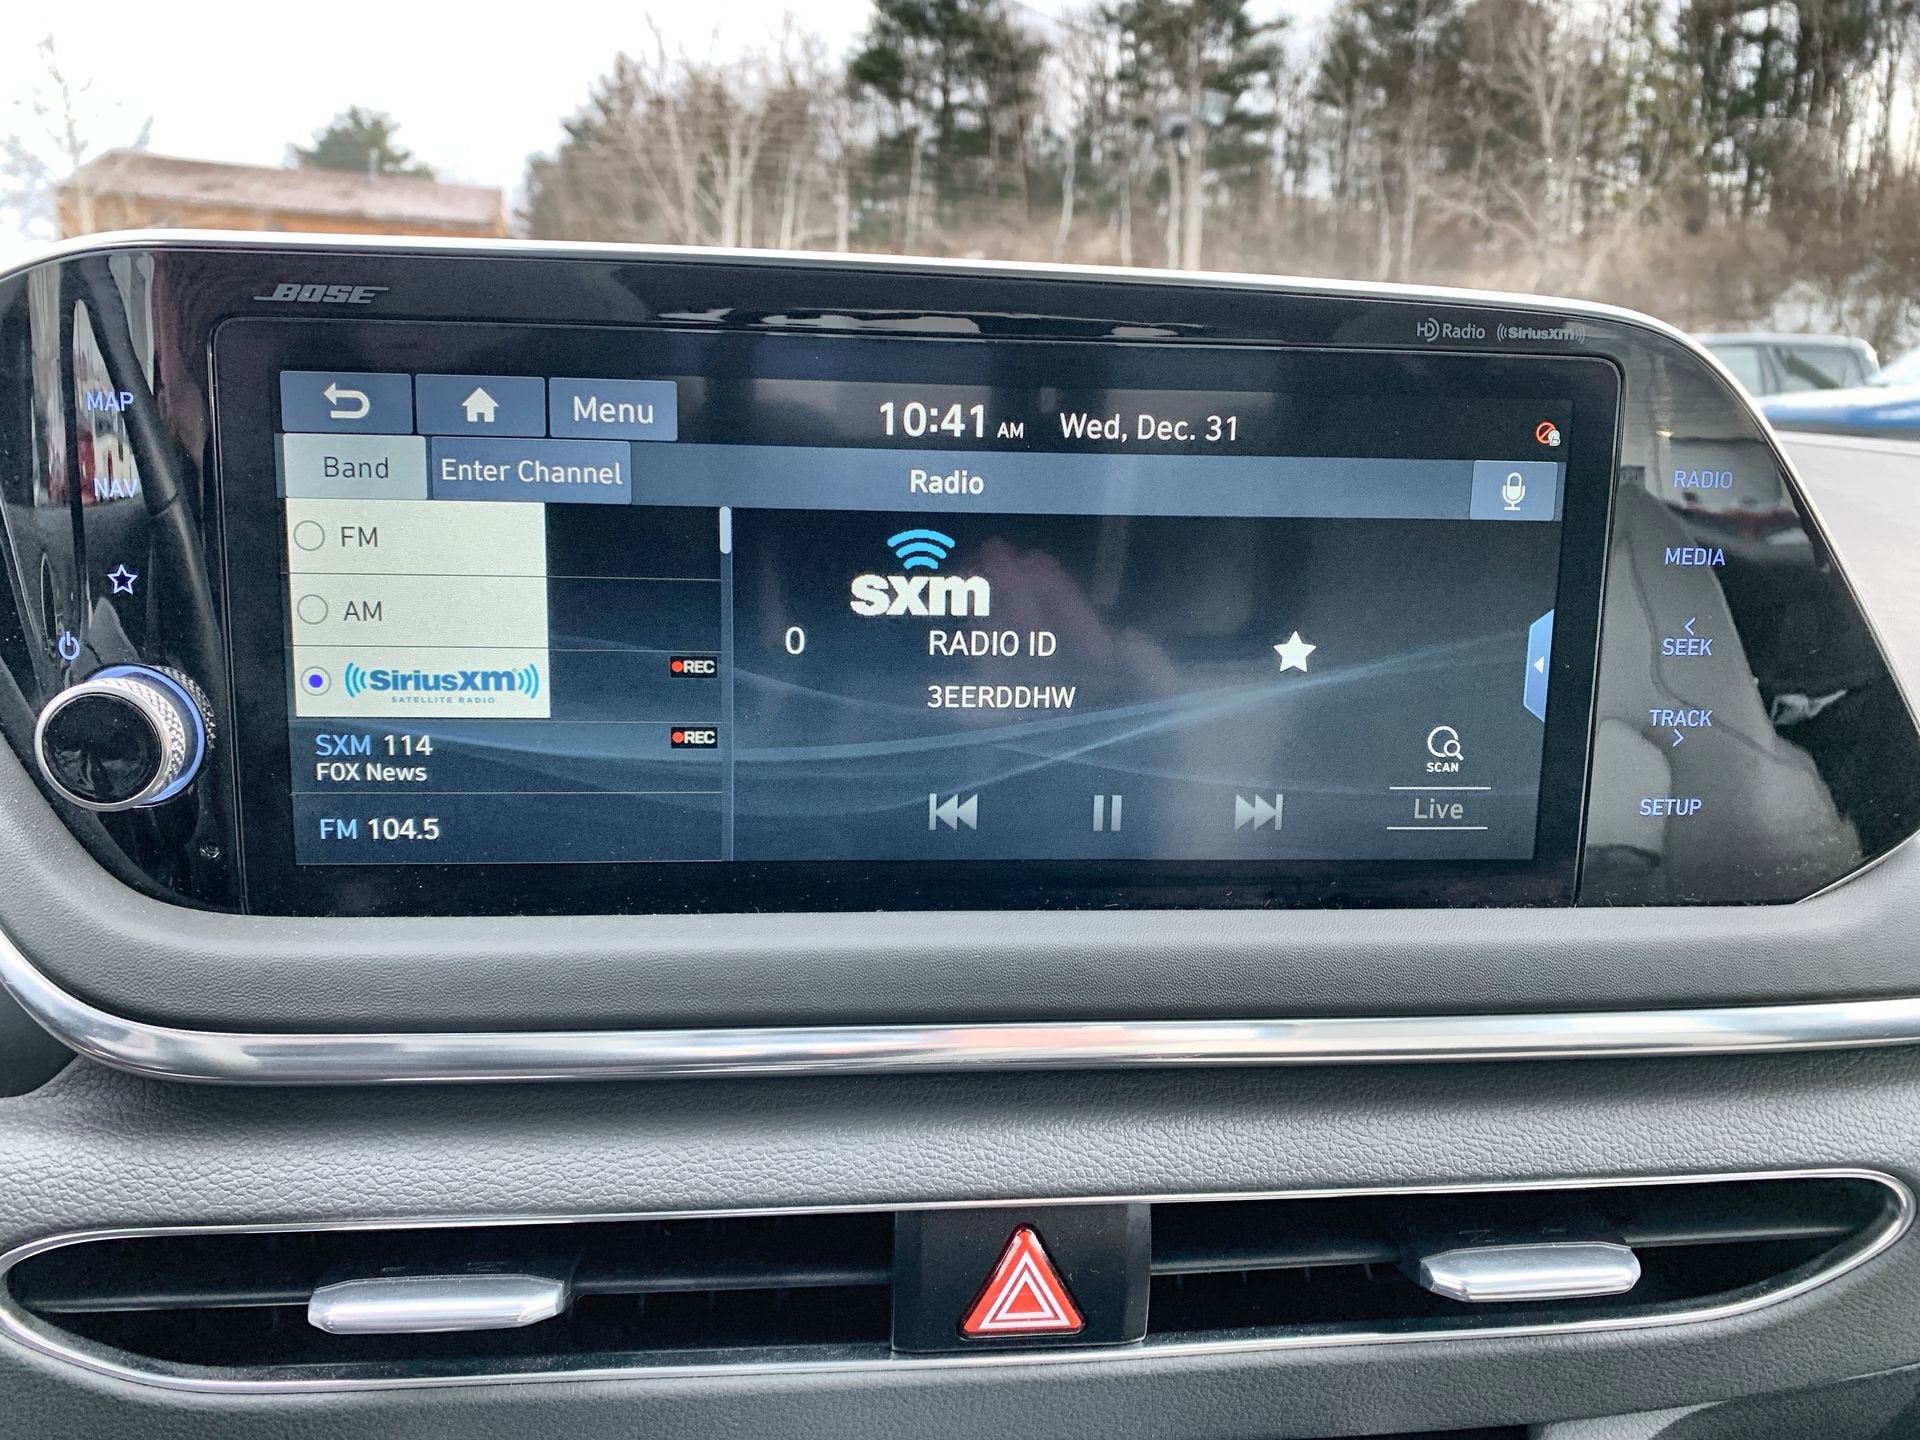 BOSE
HD Radio SiriusXM
MAP
NAV
Menu
10:41 AM Wed, Dec. 31
Band
Enter Channel
Radio
FM
AM
SiriusXM
SATELLITE RADIO
REC
SXM 114
REC
FOX News
FM 104.5
sxm
0 RADIO ID
3EERDDHW
SCAN
Live
RADIO
MEDIA
<
SEEK
TRACK
>
SETUP